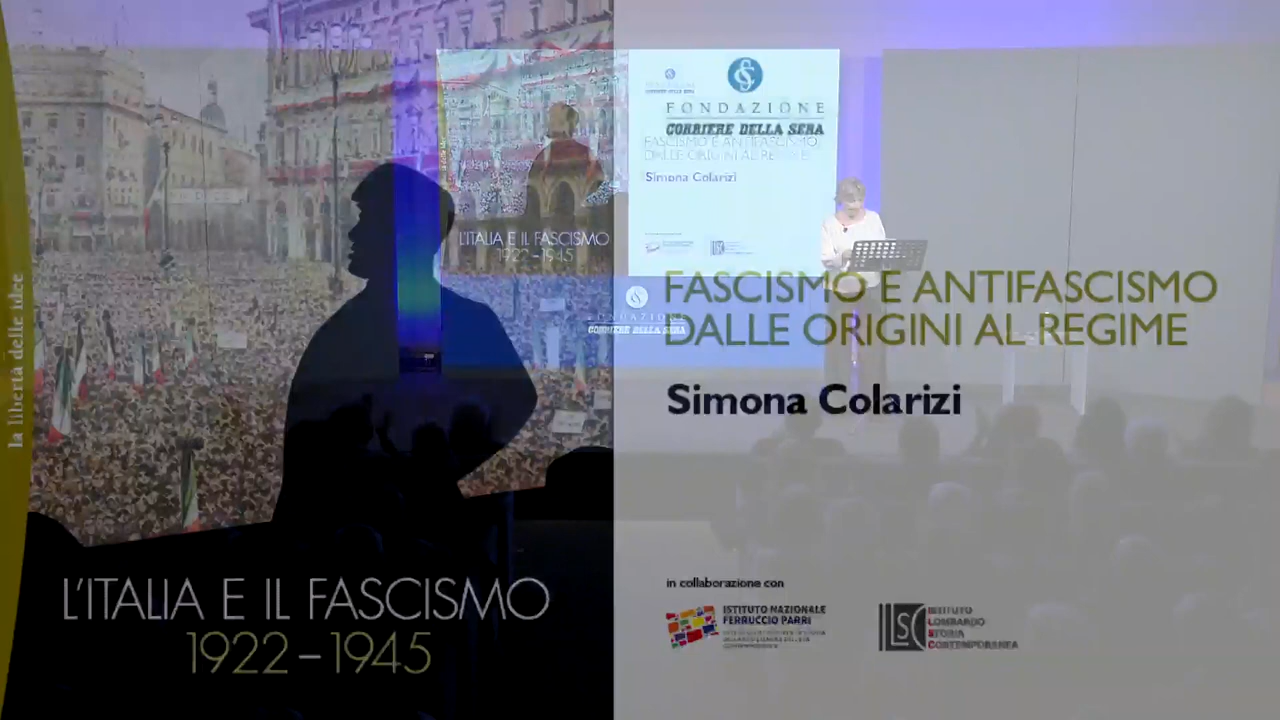 la libertà delle idee
L'ITALIA E IL FASCISMO
1922 – 1945
FONDAZIONE
CORRIERE DELLA SERA
FASCISMO E ANTIFASCISMO
DALLE ORIGINI AL REGIME
Simona Colarizi
L'ITALIA E IL FASCISMO
1922 – 1945
FONDAZIONE
CORRIERE DELLA SERA
FASCISMO E ANTIFASCISMO
DALLE ORIGINI AL REGIME
Simona Colarizi
in collaborazione con
ISTITUTO NAZIONALE
FERRUCCIO PARRI
ILSC
ISTITUTO
LOMBARDO
STORIA
CONTEMPORANEA